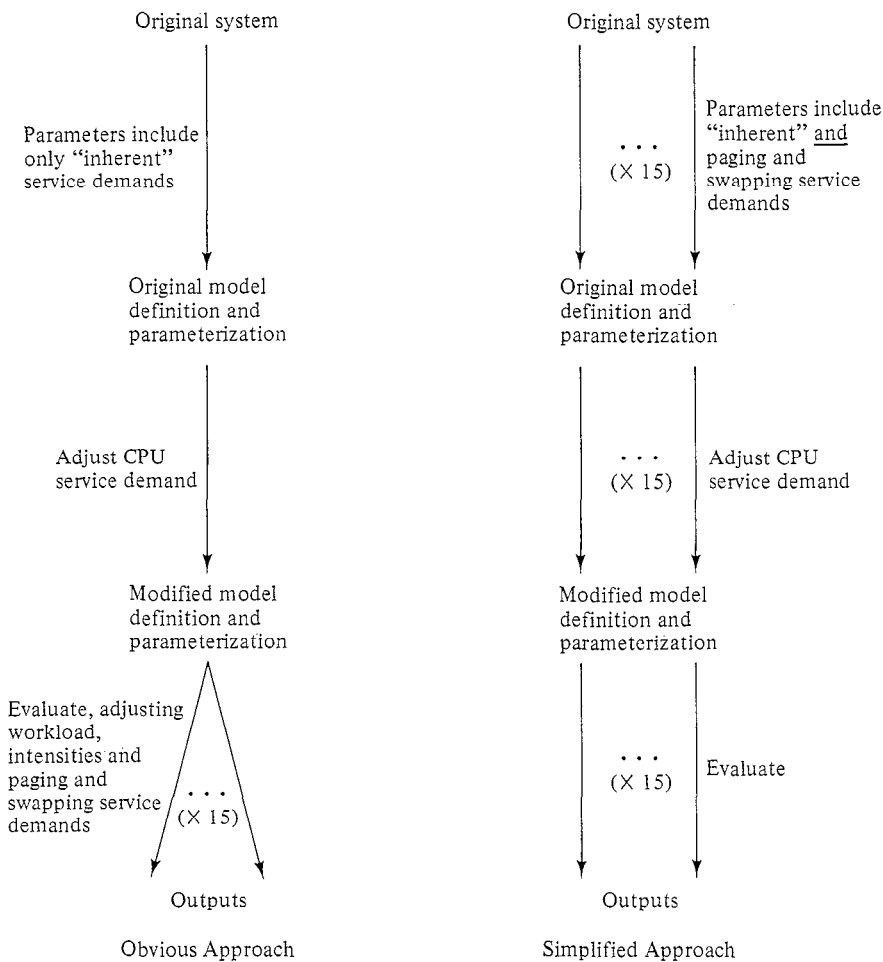 Original system
Parameters include
only “inherent”
service demands
Original model
definition and
parameterization
Adjust CPU
service demand
Modified model
definition and
parameterization
Evaluate, adjusting
workload,
intensities and
paging and
swapping service
demands
. . .
(X 15)
Outputs
Obvious Approach
Original system
. . .
(X 15)
Parameters include
“inherent” and
paging and
swapping service
demands
Original model
definition and
parameterization
. . .
(X 15)
Adjust CPU
service demand
Modified model
definition and
parameterization
. . .
(X 15)
Evaluate
Outputs
Simplified Approach